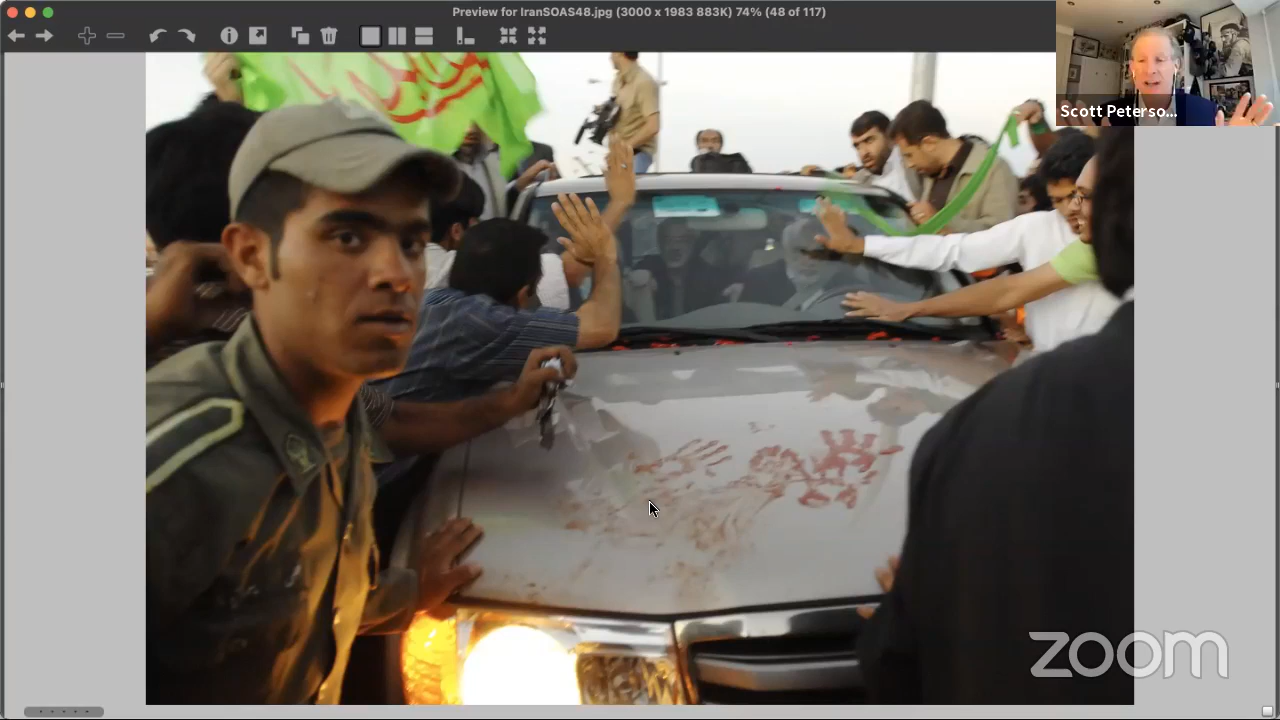 Preview for IranSOAS48.jpg (3000 x 1983 883K) 74% (48 of 117)
Scott Peterso...
zoom